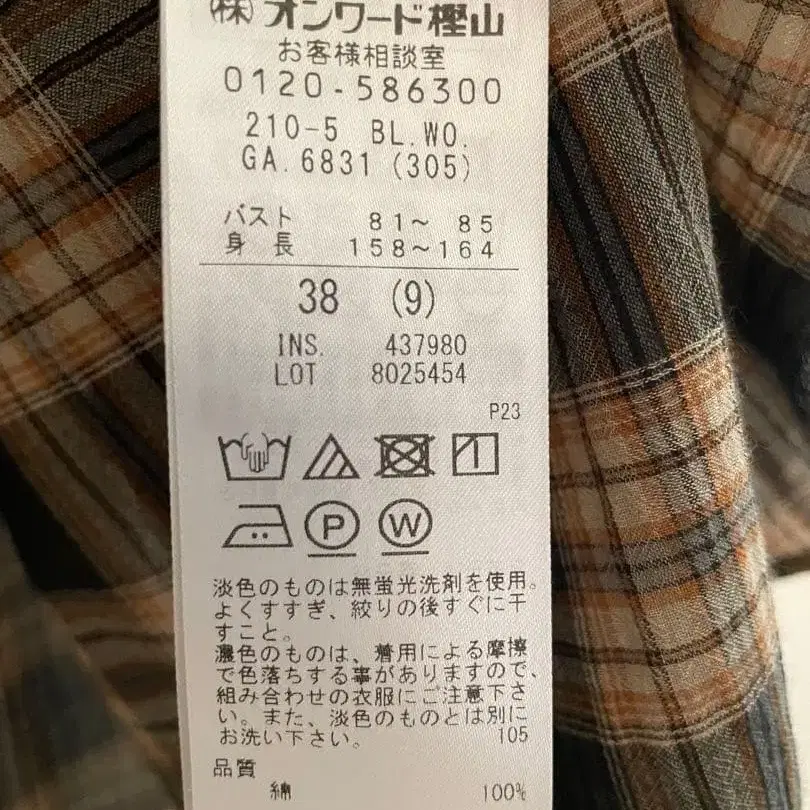 ㈱オンワード樫山
お客様相談室
0120-586300
210-5 BL.WO.
GA.6831(305)
バスト 81～ 85
身長 158～164
38 (9)
INS. 437980
LOT 8025454
P23
P W
淡色のものは無蛍光洗剤を使用。
よくすすぎ、絞りの後すぐに干
すこと。
濃色のものは、着用による摩擦
で色落ちする事がありますので、
組み合わせの衣服にご注意下さ
い。また、淡色のものとは別に
お洗い下さい。 105
品質
綿 100%